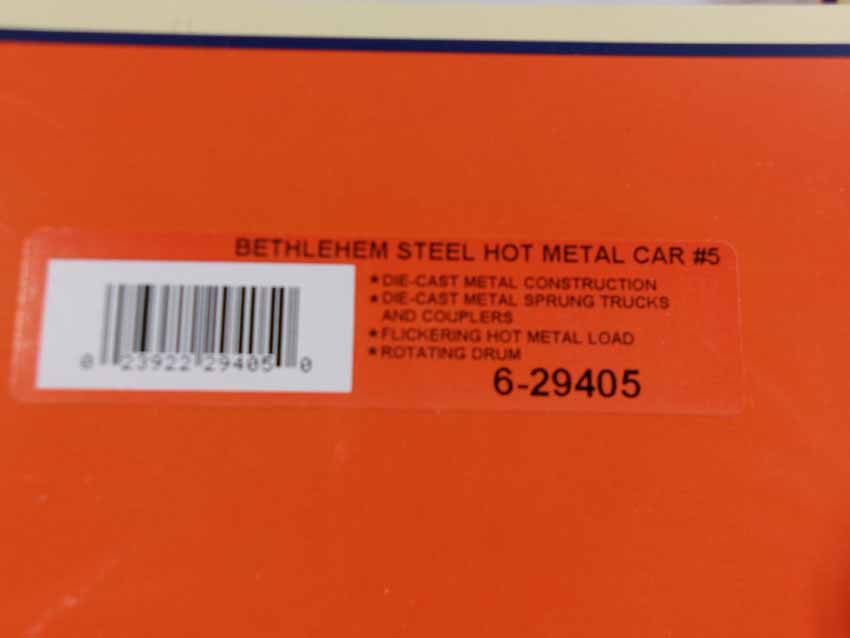 BETHLEHEM STEEL HOT METAL CAR #5
*DIE-CAST METAL CONSTRUCTION
*DIE-CAST METAL SPRUNG TRUCKS
AND COUPLERS
*FLICKERING HOT METAL LOAD
*ROTATING DRUM
6-29405
0 23922 29405 0